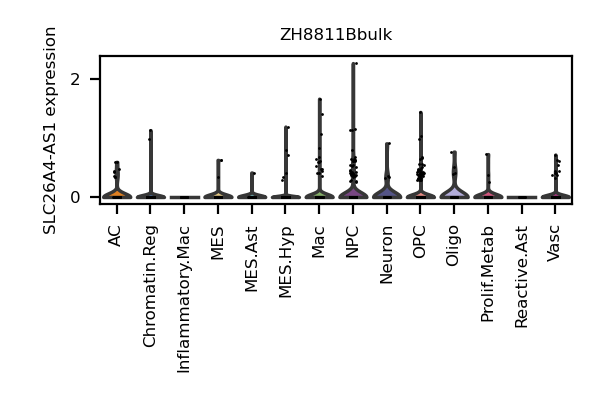 ZH8811Bbulk
SLC26A4-AS1 expression
2
0
AC
Chromatin.Reg
Inflammatory.Mac
MES
MES.Ast
MES.Hyp
Mac
NPC
Neuron
OPC
Oligo
Prolif.Metab
Reactive.Ast
Vasc